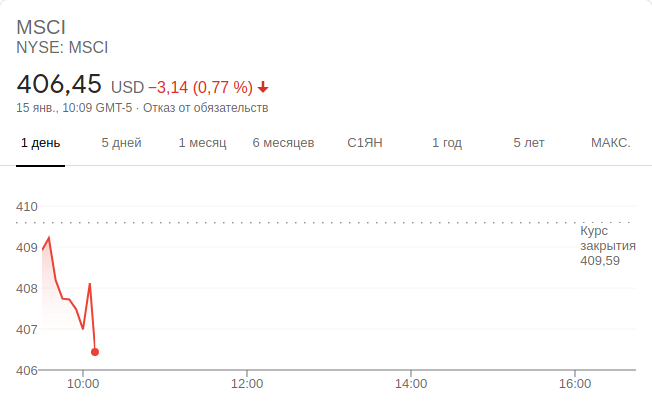 MSCI
NYSE: MSCI
406,45 USD −3,14 (0,77 %)
15 янв., 10:09 GMT-5 · Отказ от обязательств
1 день 5 дней 1 месяц 6 месяцев С1ЯН 1 год 5 лет МАКС.
410
Курс
закрытия
409,59
409
408
407
406
10:00 12:00 14:00 16:00